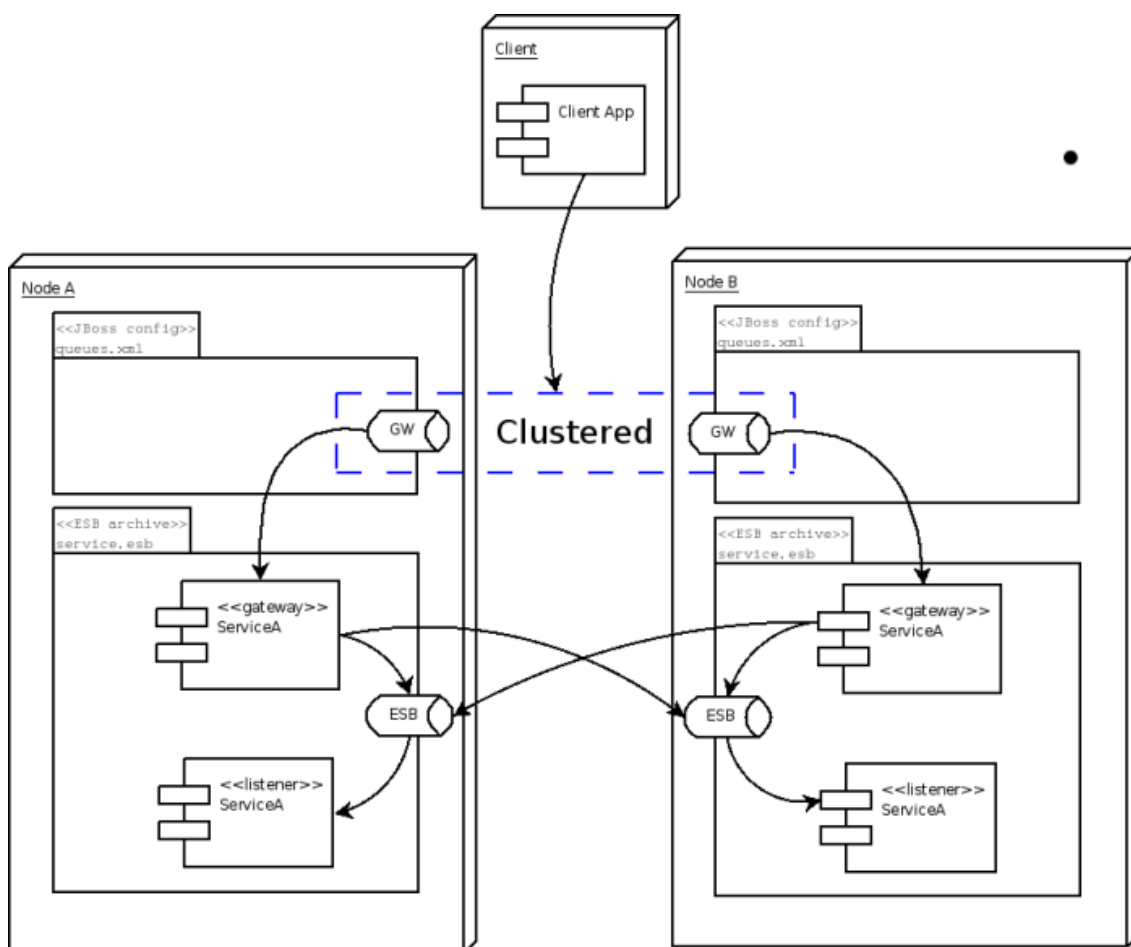 Client
Client App
Node A
<<JBoss config>>
queues.xml
GW
<<ESB archive>>
service.esb
<<gateway>>
ServiceA
ESB
<<listener>>
ServiceA
Clustered
Node B
<<JBoss config>>
queues.xml
GW
<<ESB archive>>
service.esb
<<gateway>>
ServiceA
ESB
<<listener>>
ServiceA